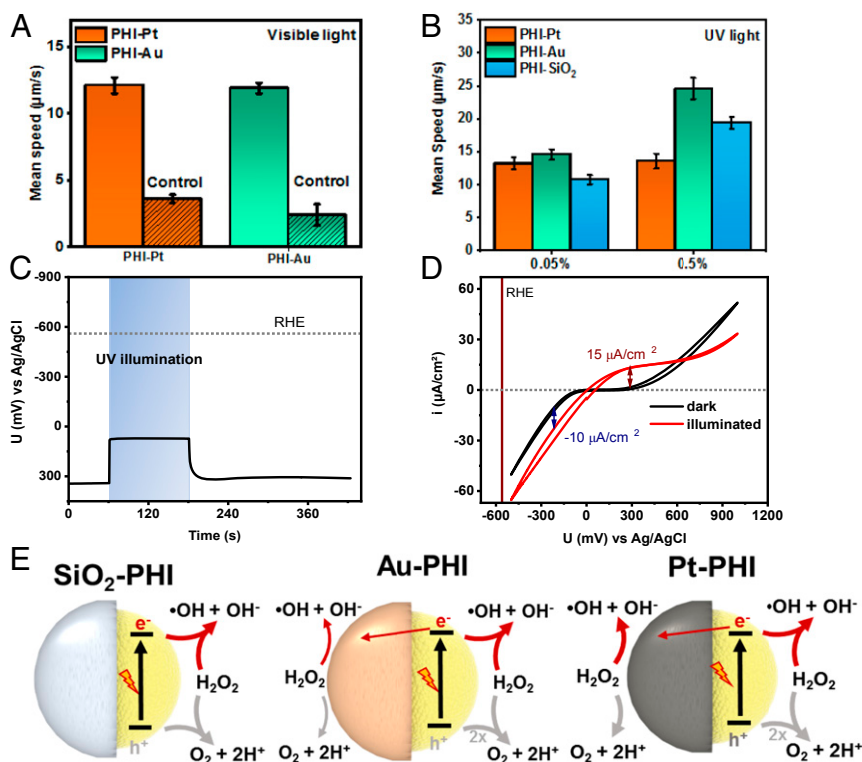 A
Mean speed (µm/s)
15
10
5
0
PHI-Pt
PHI-Au
Visible light
Control
Control
PHI-Pt
PHI-Au
B
Mean speed (µm/s)
35
30
25
20
15
10
5
0
PHI-Pt
PHI-Au
PHI-SiO₂
UV light
0.05%
0.5%
C
U (mV) vs Ag/AgCl
-900
-600
-300
0
300
RHE
UV illumination
0 120 240 360
Time (s)
D
i (µA/cm²)
60
30
0
-30
-60
RHE
15 µA/cm ²
-10 µA/cm ²
dark
illuminated
-600 -300 0 300 600 900 1200
U (mV) vs Ag/AgCl
E
SiO₂-PHI
e⁻
•OH + OH⁻
H₂O₂
h⁺
O₂ + 2H⁺
Au-PHI
•OH + OH⁻
e⁻
•OH + OH⁻
H₂O₂
H₂O₂
h⁺
2x
O₂ + 2H⁺
O₂ + 2H⁺
Pt-PHI
•OH + OH⁻
e⁻
•OH + OH⁻
H₂O₂
H₂O₂
h⁺
2x
O₂ + 2H⁺
O₂ + 2H⁺